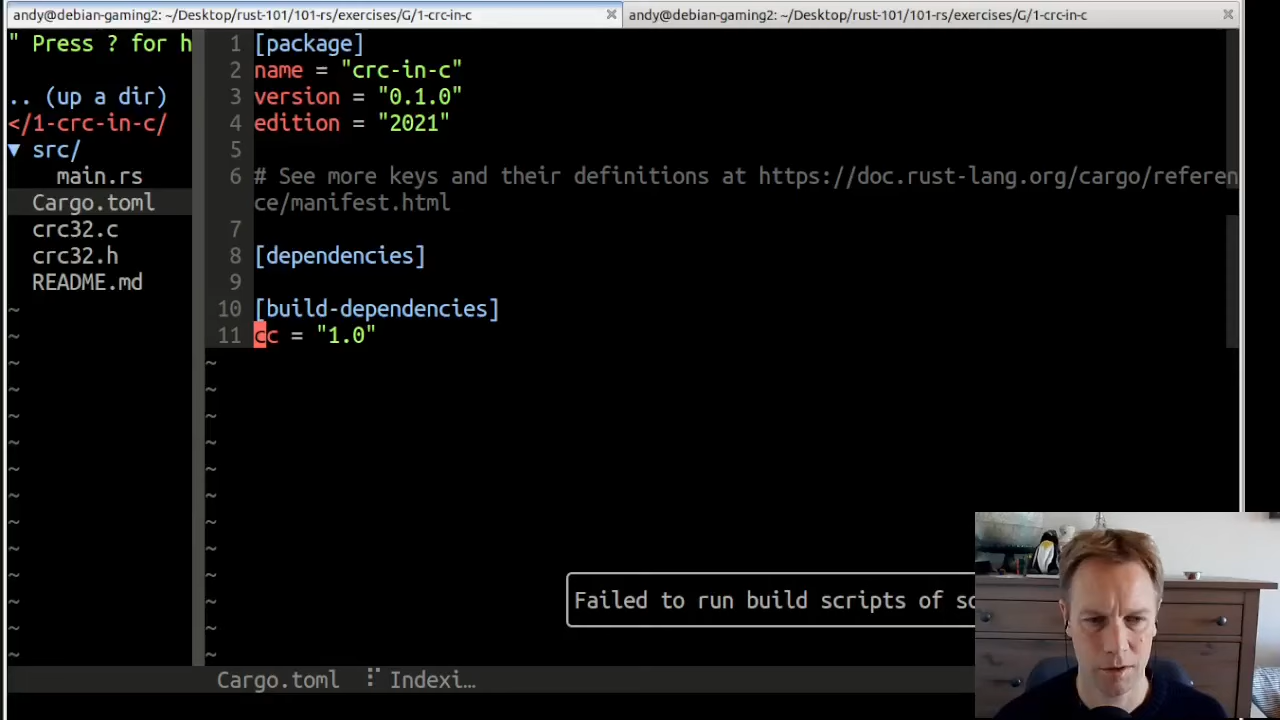 andy@debian-gaming2: ~/Desktop/rust-101/101-rs/exercises/G/1-crc-in-c
andy@debian-gaming2: ~/Desktop/rust-101/101-rs/exercises/G/1-crc-in-c
" Press ? for h
.. (up a dir)
</1-crc-in-c/
▼ src/
main.rs
Cargo.toml
crc32.c
crc32.h
README.md
~
~
~
~
~
~
~
~
~
~
~
~
~
~
1 [package]
2 name = "crc-in-c"
3 version = "0.1.0"
4 edition = "2021"
5
6 # See more keys and their definitions at https://doc.rust-lang.org/cargo/referen
ce/manifest.html
7
8 [dependencies]
9
10 [build-dependencies]
11 cc = "1.0"
~
~
~
~
~
~
~
~
~
~
~
~
Failed to run build scripts of
Cargo.toml ⠏ Indexi…